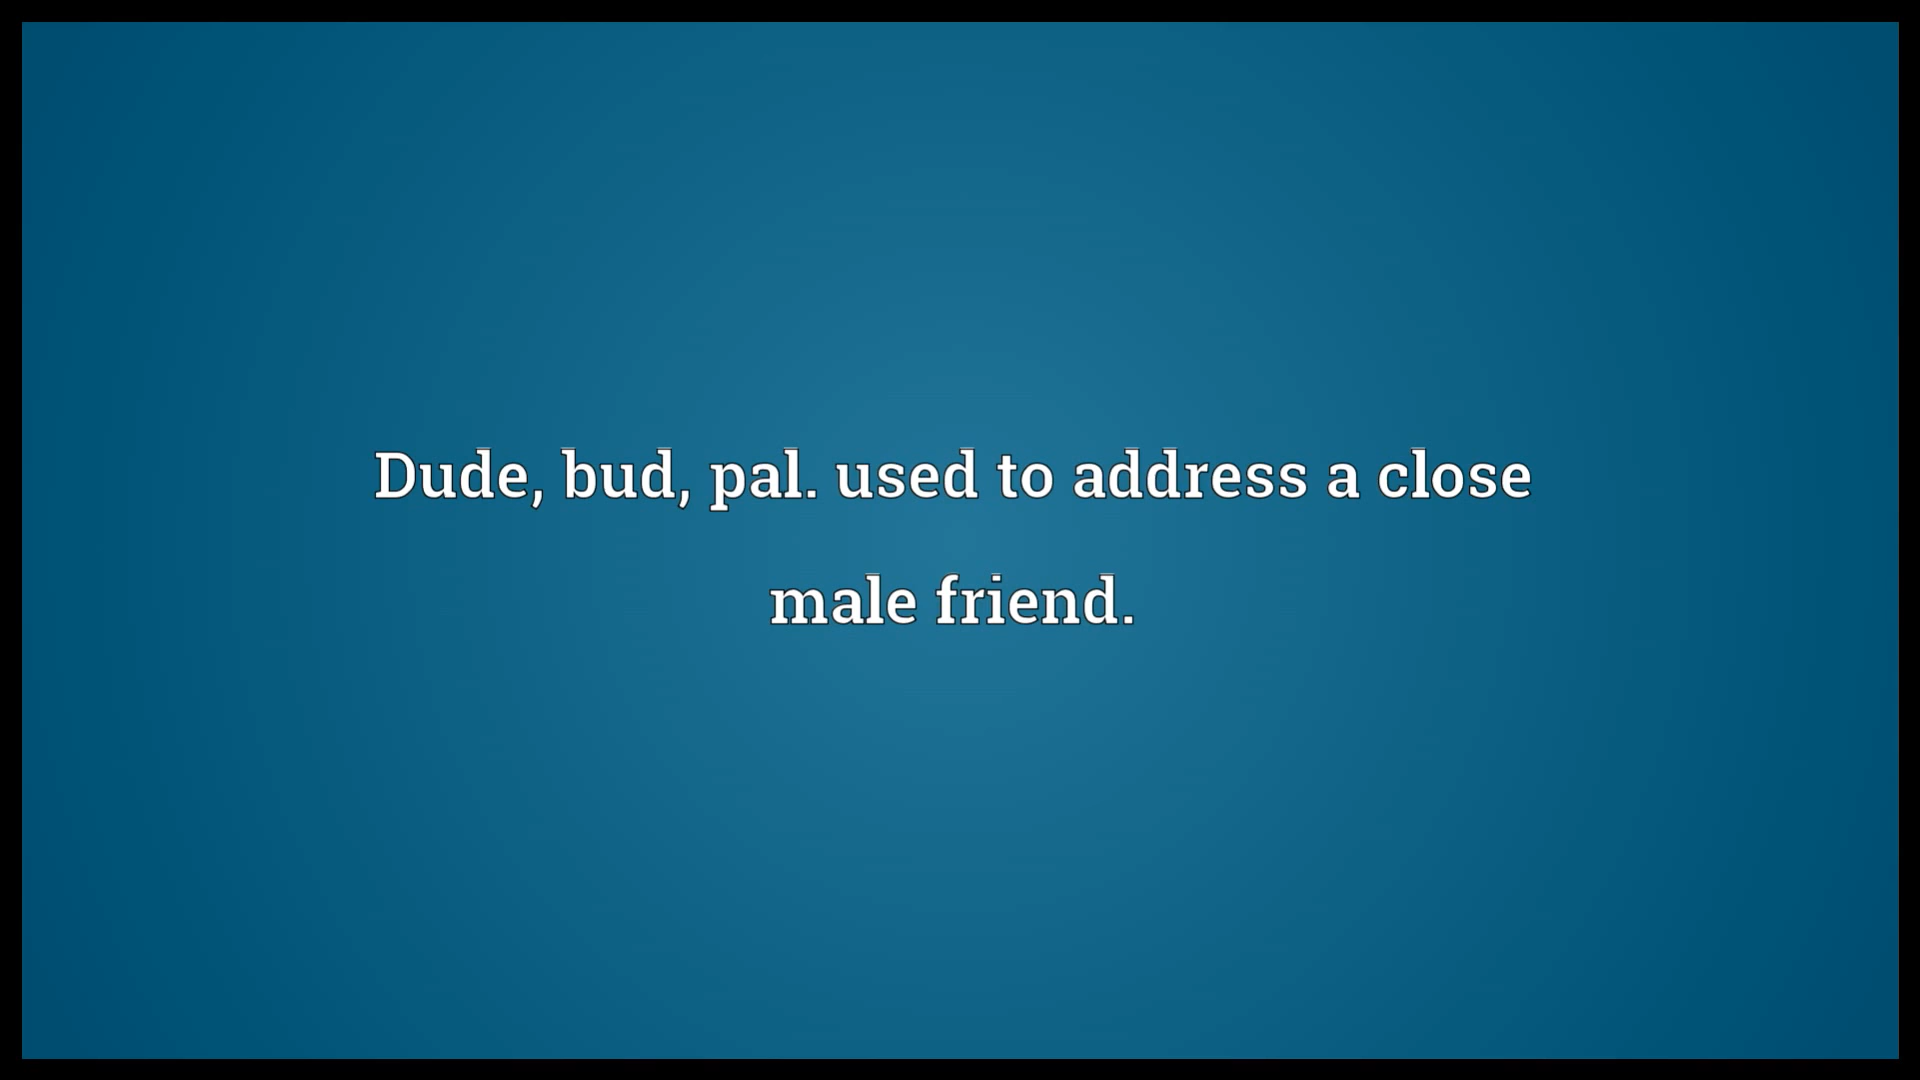 Dude, bud, pal. used to address a close
male friend.